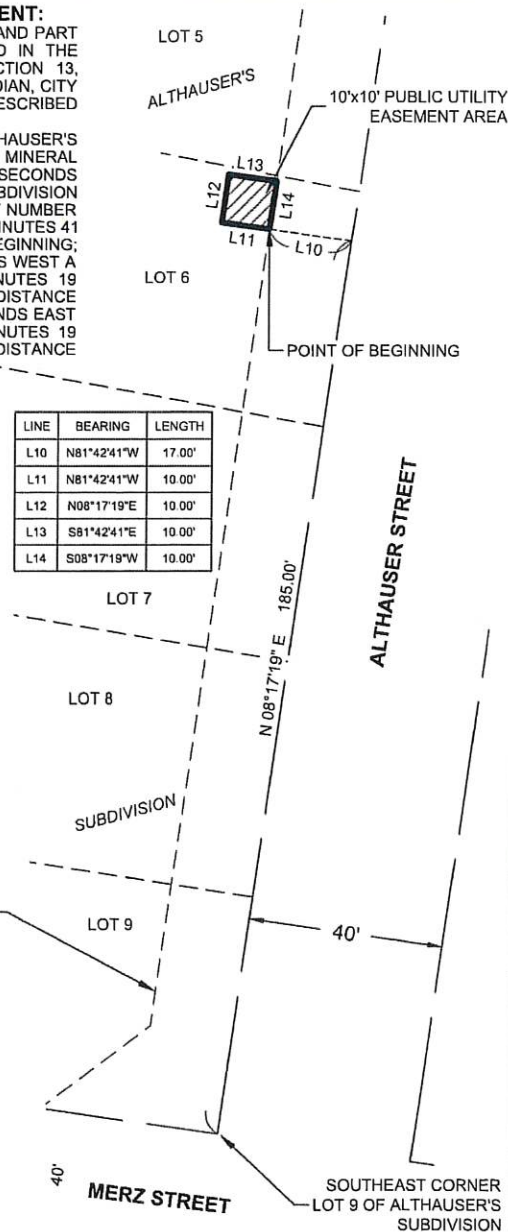 ENT:
AND PART
D IN THE
CTION 13,
DIAN, CITY
ESCRIBED
HAUSER'S
MINERAL
SECONDS
BDIVISION
NUMBER
INUTES 41
EGINNING;
S WEST A
NUTES 19
DISTANCE
NDS EAST
NUTES 19
DISTANCE
LOT 5
ALTHAUSER'S
10'x10' PUBLIC UTILITY
EASEMENT AREA
L13
L12
L14
L11
L10
LOT 6
POINT OF BEGINNING
LINE BEARING LENGTH
L10 N81°42'41"W 17.00'
L11 N81°42'41"W 10.00'
L12 N08°17'19"E 10.00'
L13 S81°42'41"E 10.00'
L14 S08°17'19"W 10.00'
LOT 7
N 08°17'19" E 185.00'
ALTHAUSER STREET
LOT 8
SUBDIVISION
LOT 9
40'
40'
MERZ STREET
SOUTHEAST CORNER
LOT 9 OF ALTHAUSER'S
SUBDIVISION